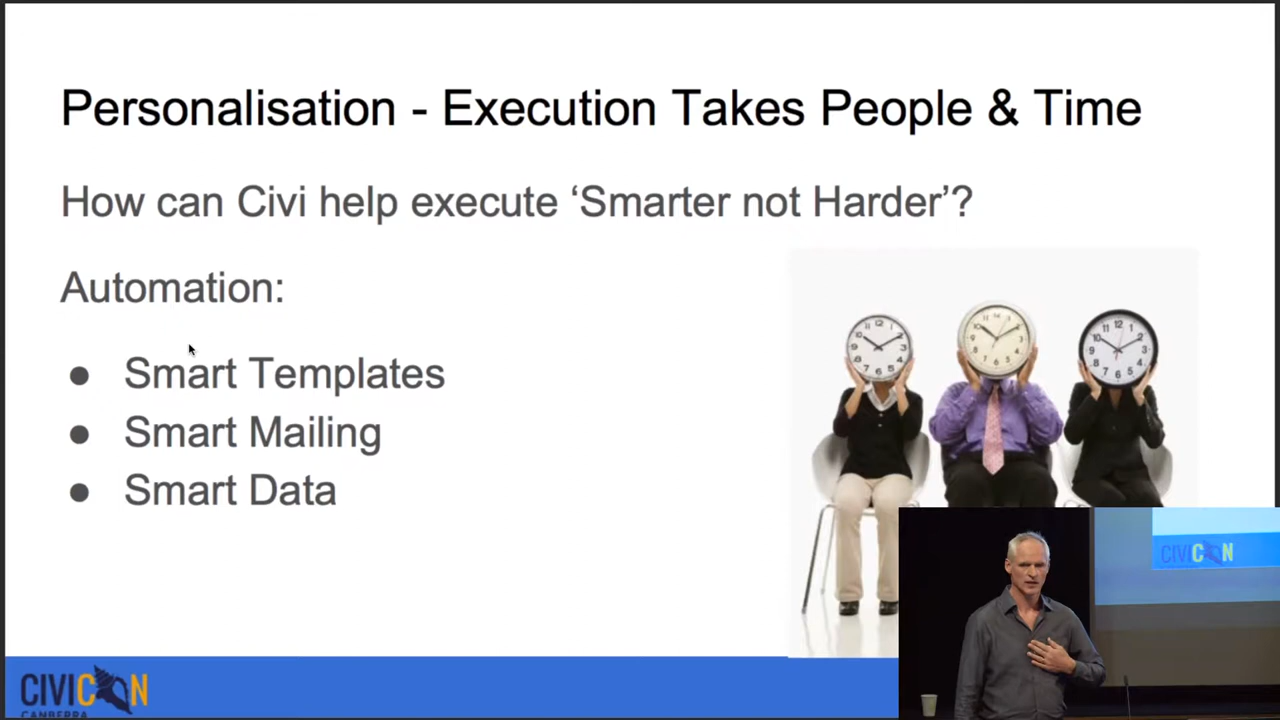 Personalisation - Execution Takes People & Time
How can Civi help execute ‘Smarter not Harder’?
Automation:
● Smart Templates
● Smart Mailing
● Smart Data
CIVICON
CANBERRA
CIVICON